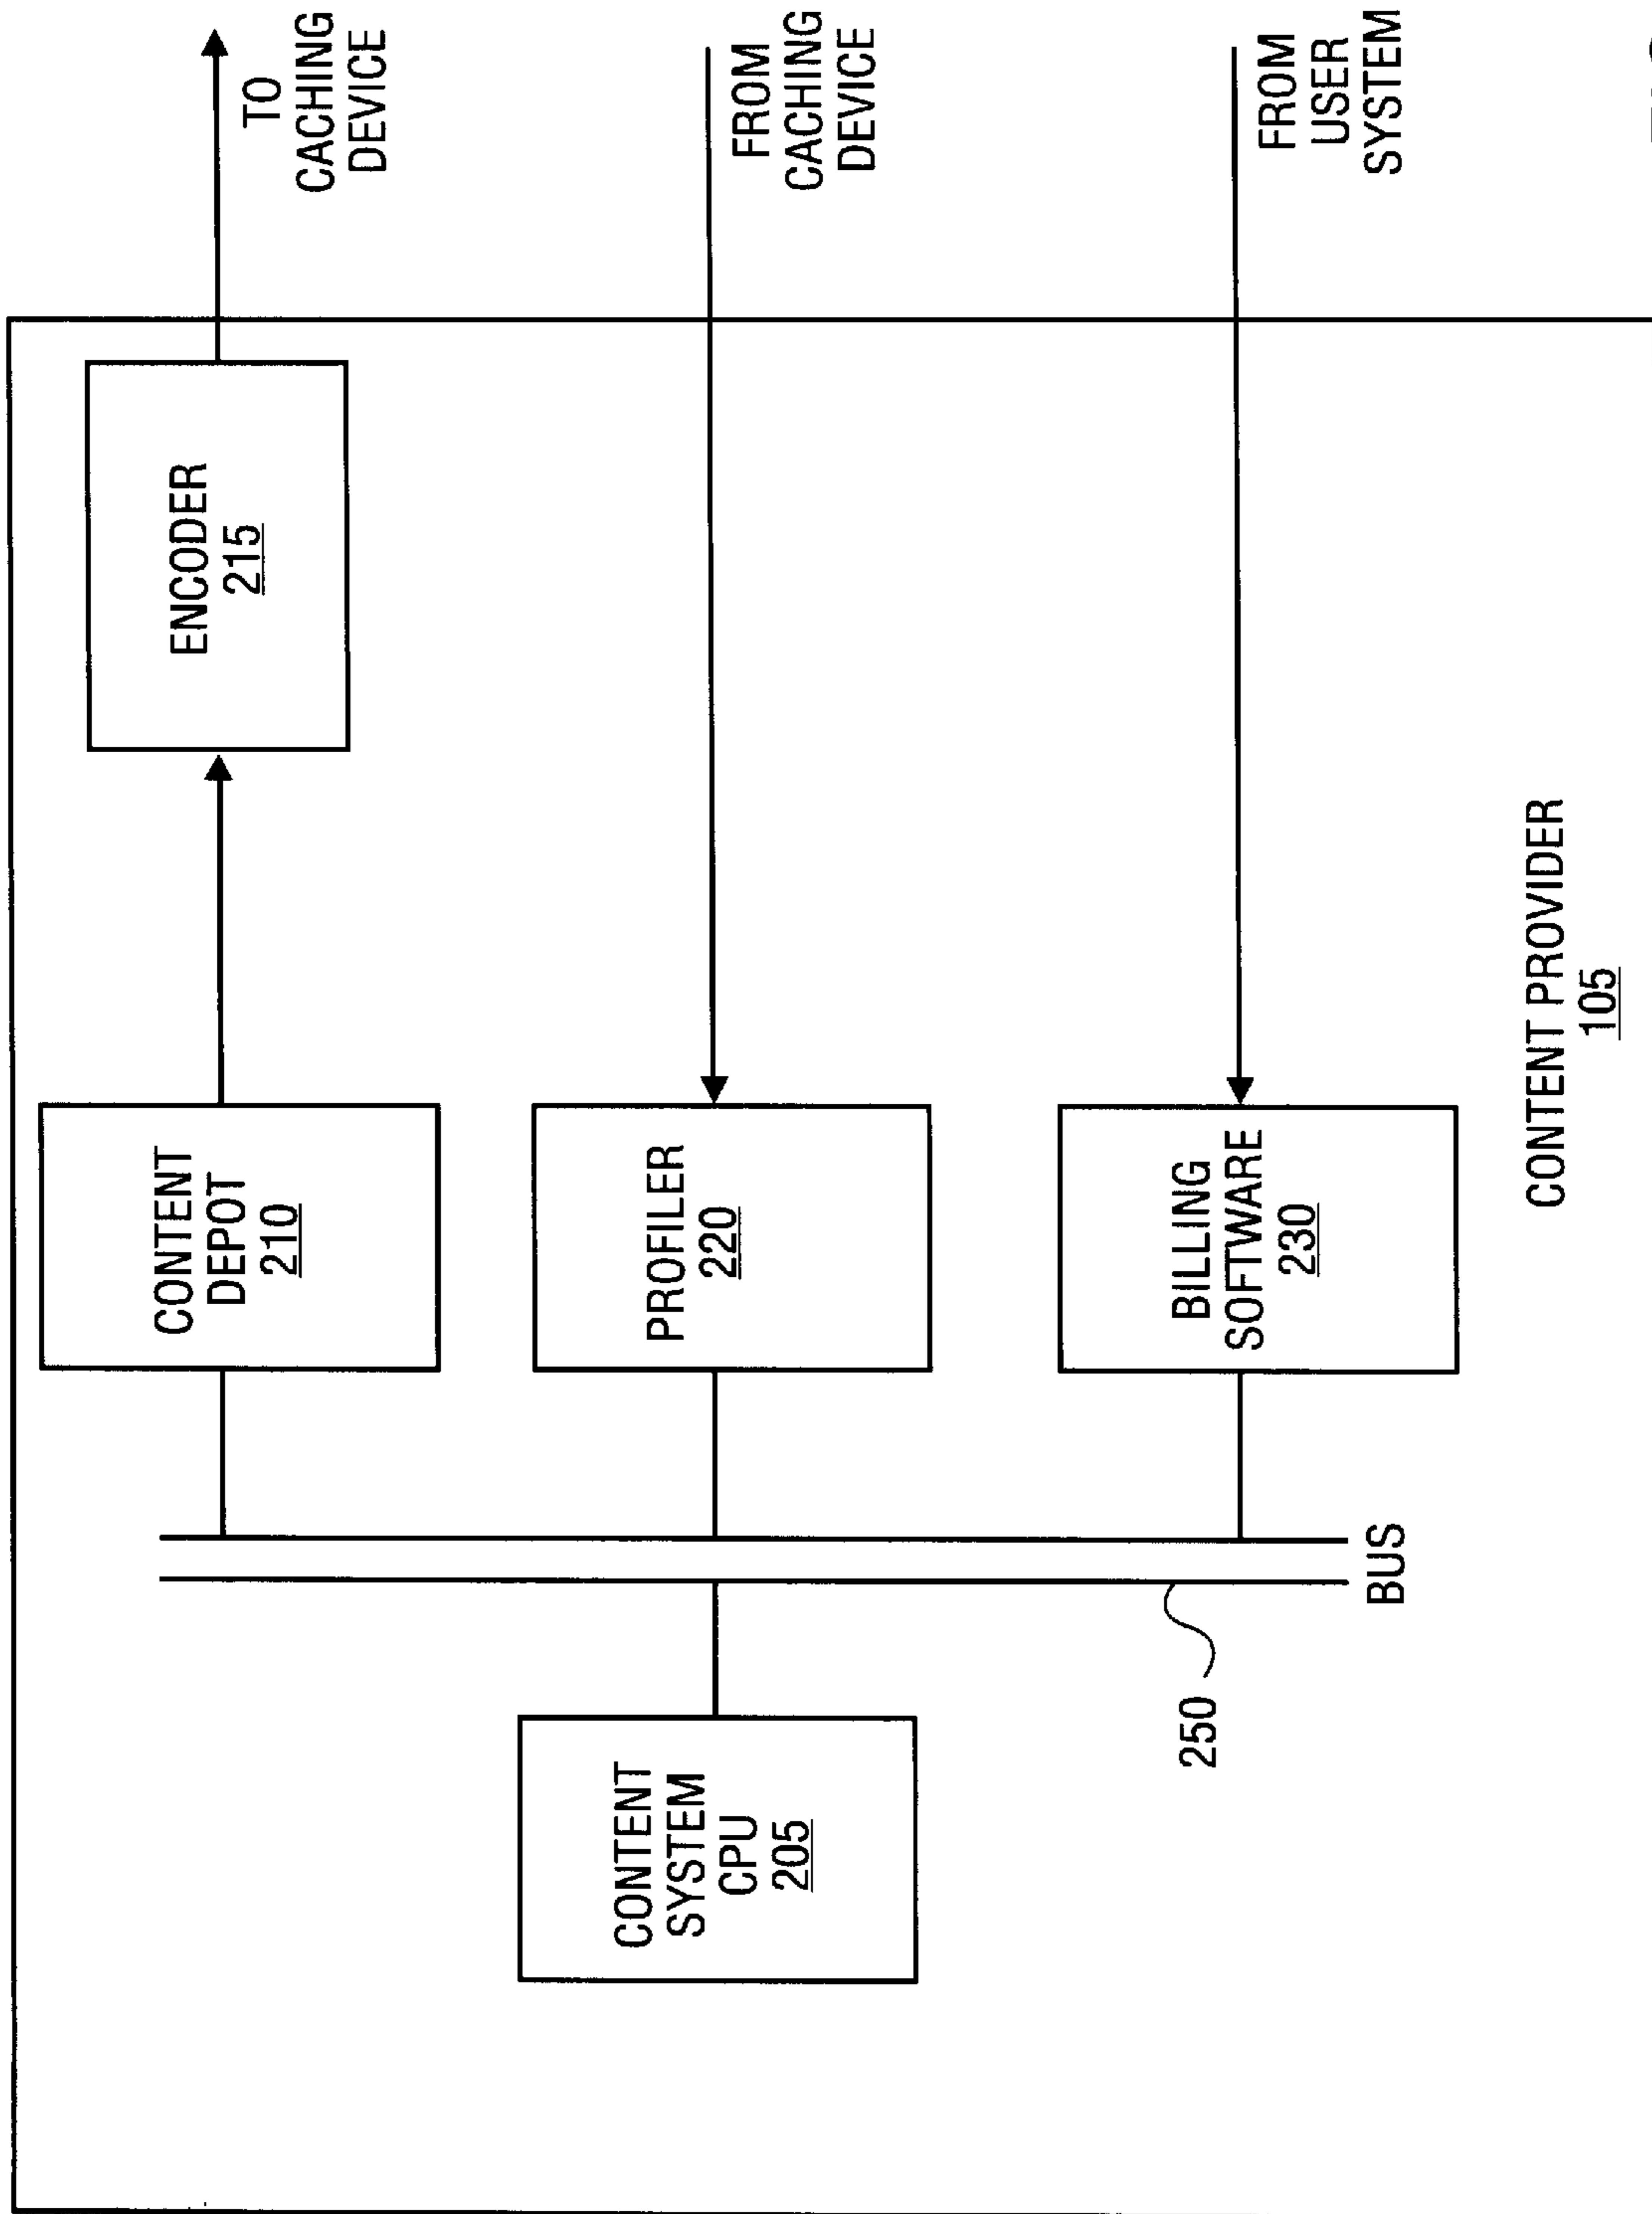 CONTENT
SYSTEM
CPU
205
250
BUS
CONTENT
DEPOT
210
PROFILER
220
BILLING
SOFTWARE
230
ENCODER
215
TO
CACHING
DEVICE
FROM
CACHING
DEVICE
FROM
USER
SYSTEM
CONTENT PROVIDER
105